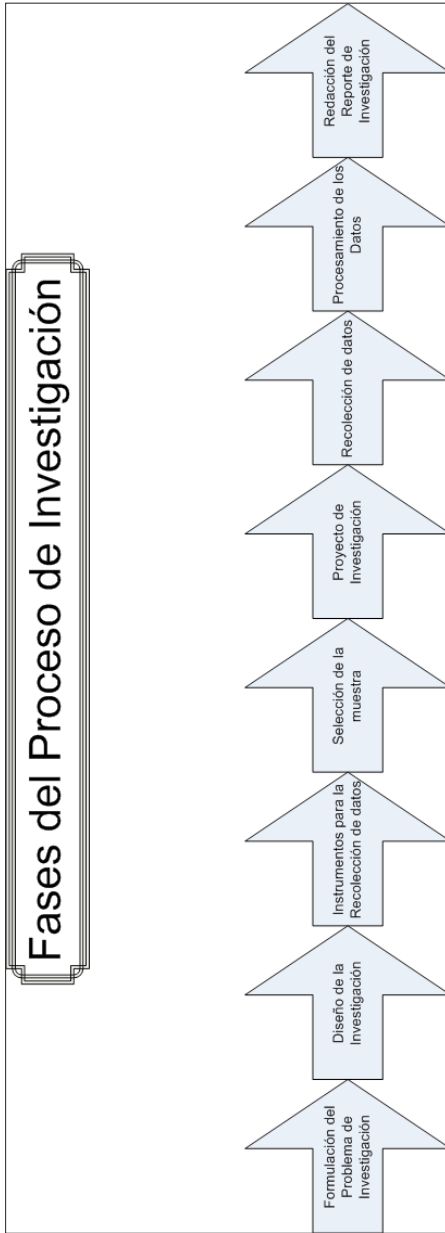 Fases del Proceso de Investigación
Formulación del
Problema de
Investigación
Diseño de la
Investigación
Instrumentos para la
Recolección de datos
Selección de la
muestra
Proyecto de
Investigación
Recolección de datos
Procesamiento de los
Datos
Redacción del
Reporte de
Investigación